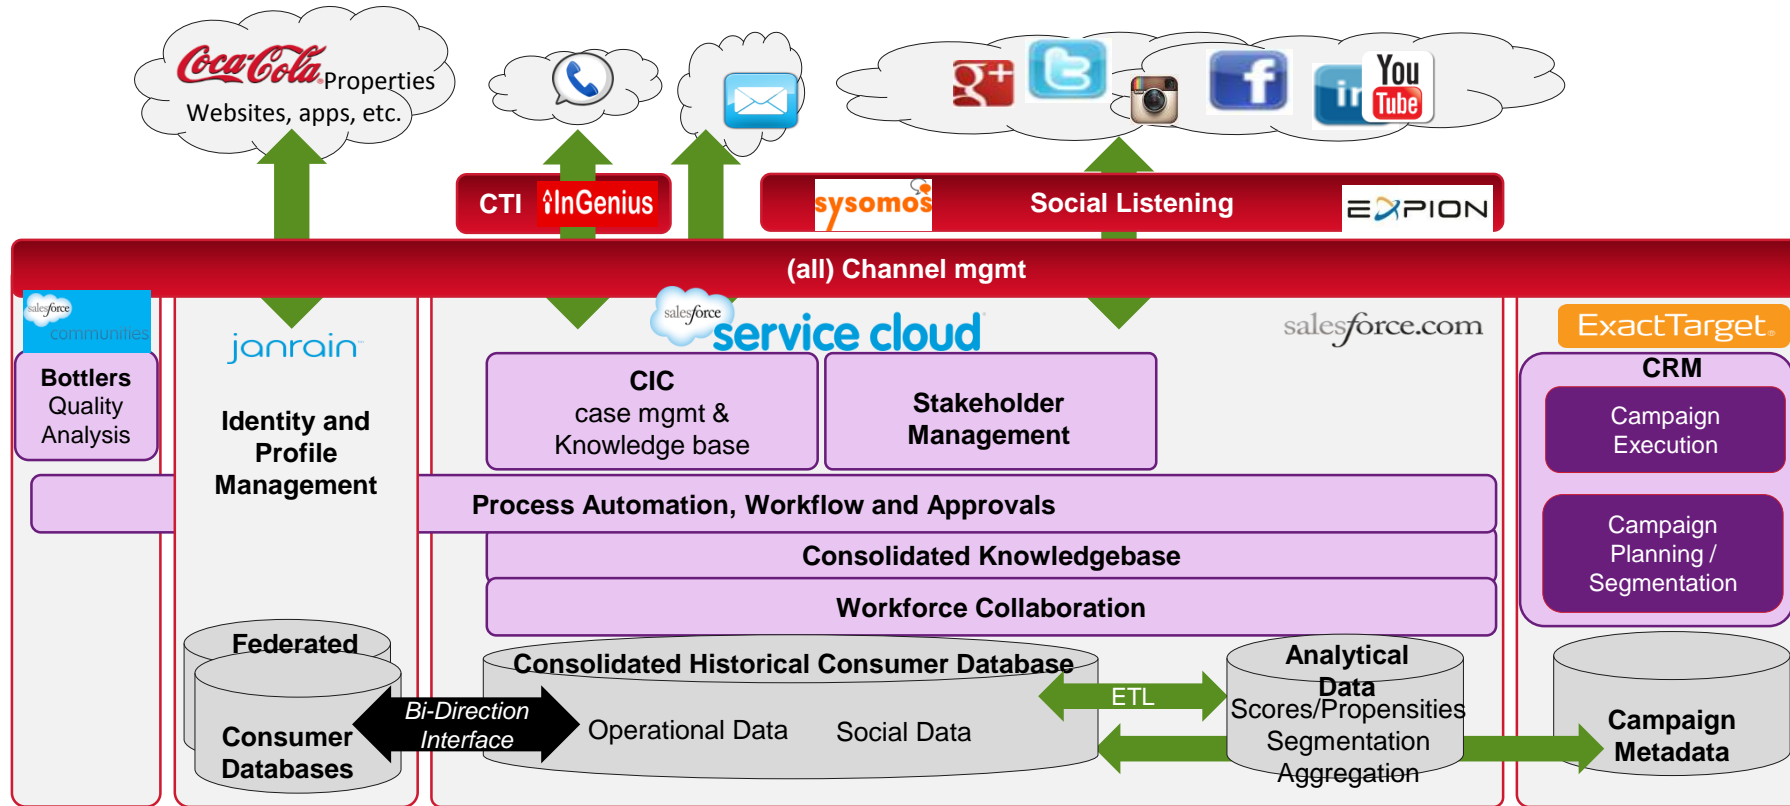 Coca-Cola Properties
Websites, apps, etc.
g+
f
in
You
Tube
CTI
InGenius
sysomos
Social Listening
EXPION
(all) Channel mgmt
salesforce
communities
janrain
salesforce
service cloud
salesforce.com
ExactTarget.
Bottlers
Quality
Analysis
Identity and
Profile
Management
CIC
case mgmt &
Knowledge base
Stakeholder
Management
CRM
Campaign
Execution
Campaign
Planning /
Segmentation
Process Automation, Workflow and Approvals
Consolidated Knowledgebase
Workforce Collaboration
Federated
Consumer
Databases
Bi-Direction
Interface
Consolidated Historical Consumer Database
Operational Data
Social Data
ETL
Analytical
Data
Scores/Propensities
Segmentation
Aggregation
Campaign
Metadata